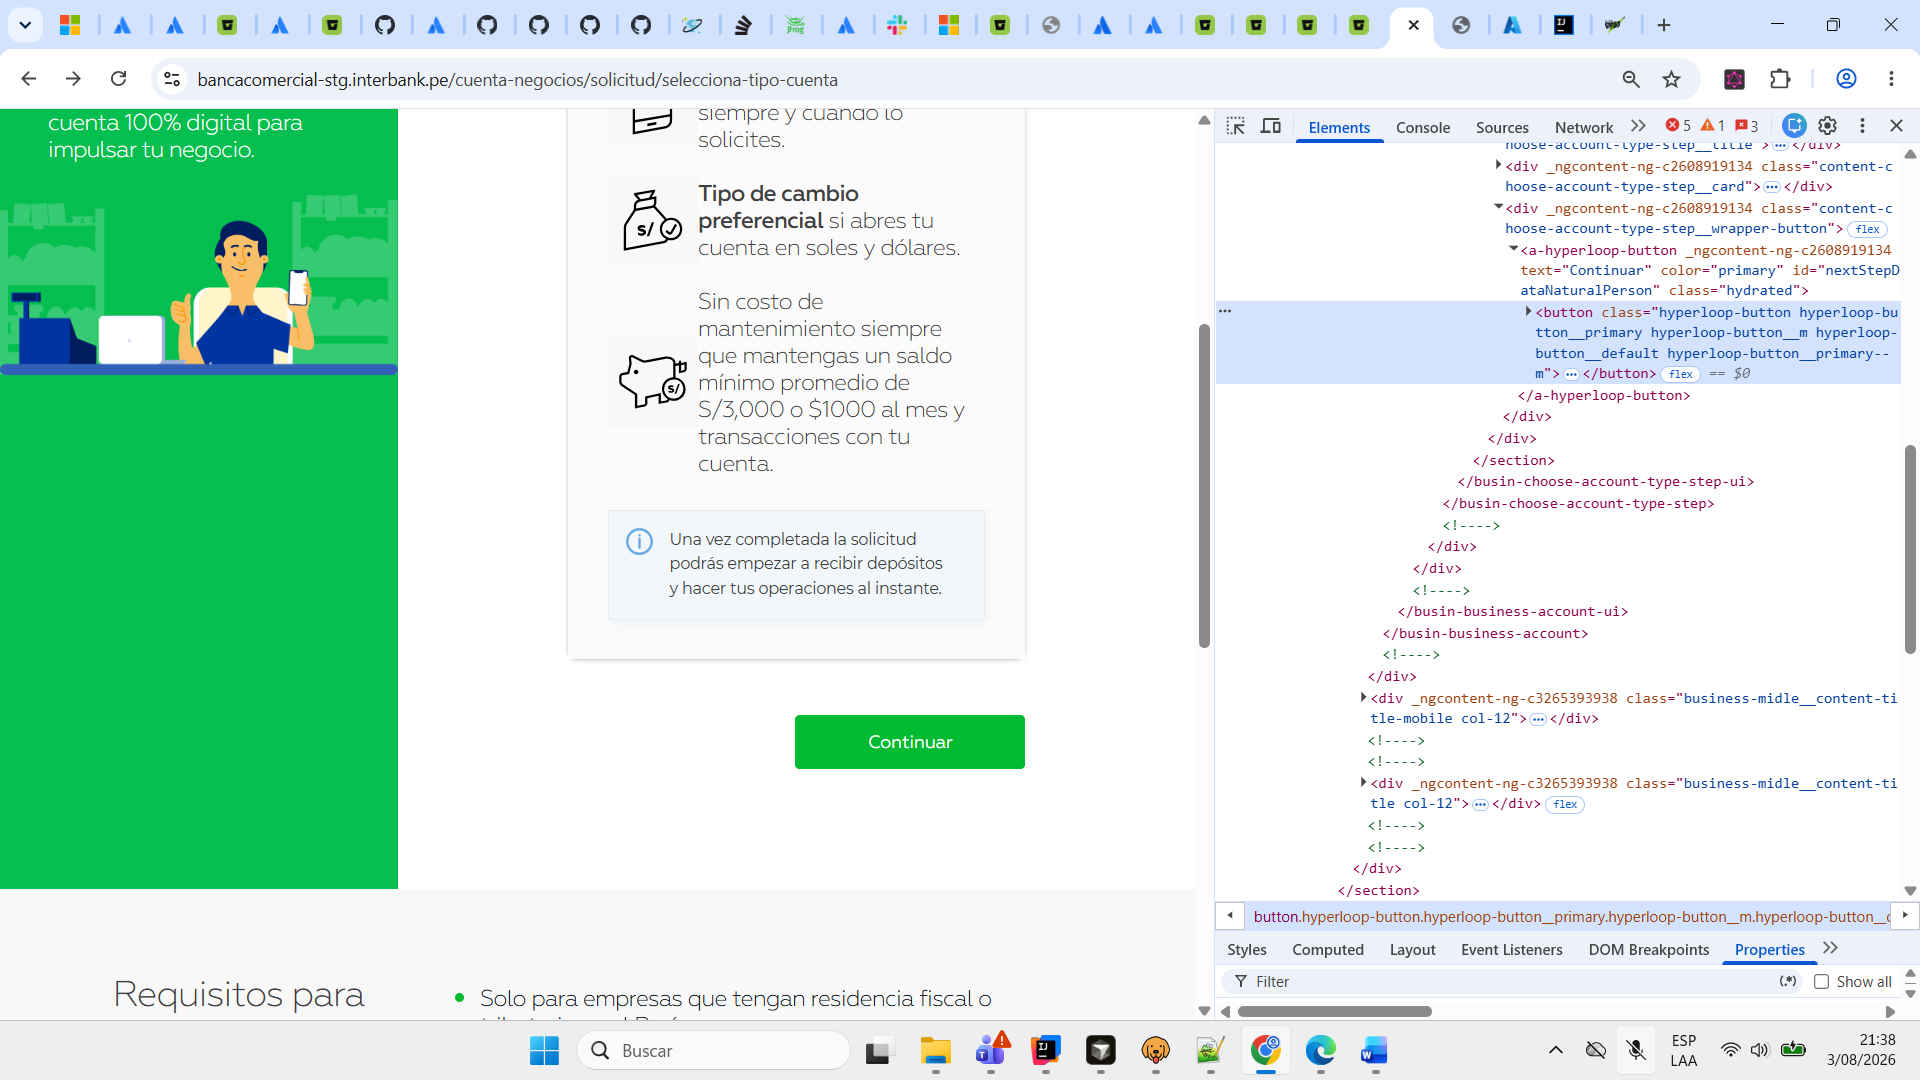 bancacomercial-stg.interbank.pe/cuenta-negocios/solicitud/selecciona-tipo-cuenta
cuenta 100% digital para
impulsar tu negocio.
siempre y cuando lo
solicites.
Tipo de cambio
preferencial si abres tu
cuenta en soles y dólares.
S/
Sin costo de
mantenimiento siempre
que mantengas un saldo
mínimo promedio de
S/3,000 o $1000 al mes y
transacciones con tu
cuenta.
S/
Una vez completada la solicitud
podrás empezar a recibir depósitos
y hacer tus operaciones al instante.
Continuar
Requisitos para
Solo para empresas que tengan residencia fiscal o
Elements Console Sources Network 5 1 3
hoose-account-type-step__title">…</div>
<div _ngcontent-ng-c2608919134 class="content-c
hoose-account-type-step__card">…</div>
<div _ngcontent-ng-c2608919134 class="content-c
hoose-account-type-step__wrapper-button"> flex
<a-hyperloop-button _ngcontent-ng-c2608919134
text="Continuar" color="primary" id="nextStepD
ataNaturalPerson" class="hydrated">
<button class="hyperloop-button hyperloop-bu
tton__primary hyperloop-button__m hyperloop-
button__default hyperloop-button__primary--
m">…</button> flex == $0
</a-hyperloop-button>
</div>
</div>
</section>
</busin-choose-account-type-step-ui>
</busin-choose-account-type-step>
<!---->
</div>
</div>
<!---->
</busin-business-account-ui>
</busin-business-account>
<!---->
</div>
<div _ngcontent-ng-c3265393938 class="business-midle__content-ti
tle-mobile col-12">…</div>
<!---->
<!---->
<div _ngcontent-ng-c3265393938 class="business-midle__content-ti
tle col-12">…</div> flex
<!---->
<!---->
</div>
</section>
button.hyperloop-button.hyperloop-button__primary.hyperloop-button__m.hyperloop-button__
Styles Computed Layout Event Listeners DOM Breakpoints Properties
Filter (.*) Show all
Buscar
ESP
LAA
21:38
3/08/2026